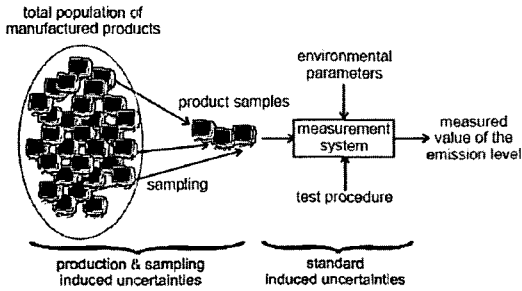 total population of
manufactured products
environmental
parameters
product samples
measurement
system
measured
value of the
emission level
sampling
test procedure
production & sampling
induced uncertainties
standard
induced uncertainties